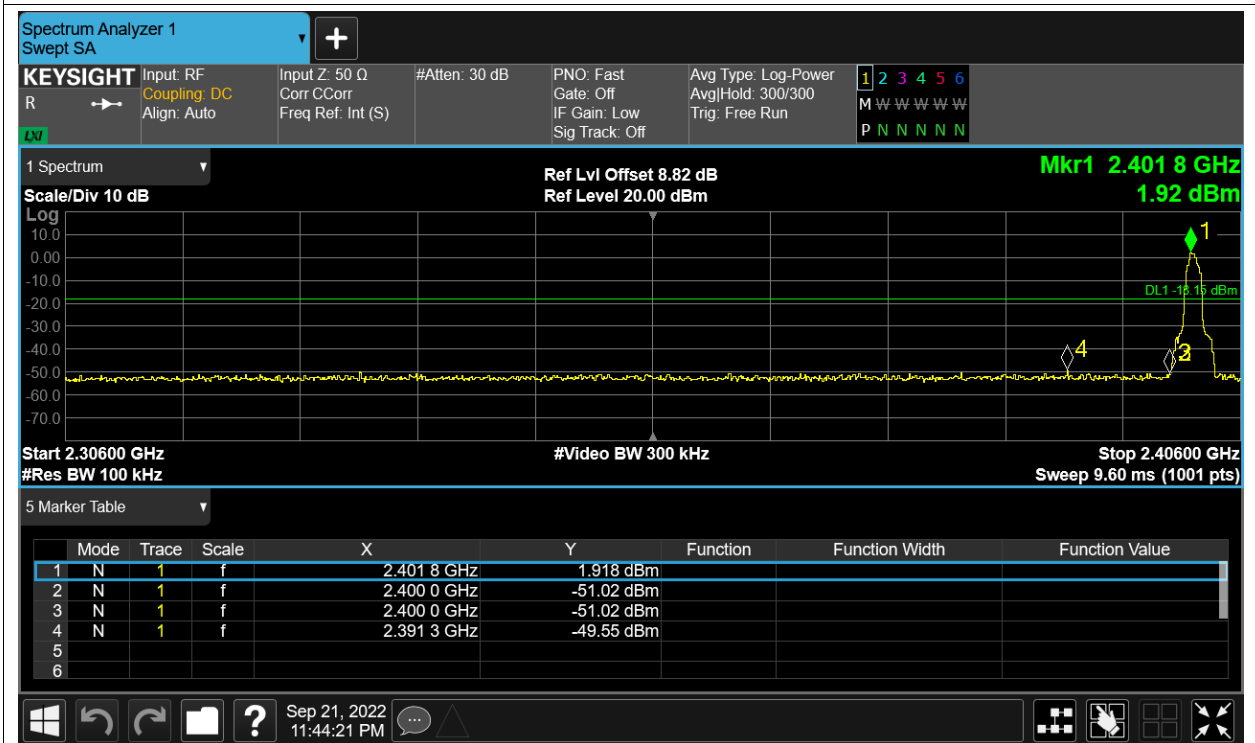 Spectrum Analyzer 1
Swept SA
KEYSIGHT
R
LXI
Input: RF
Coupling: DC
Align: Auto
Input Z: 50 Ω
Corr CCorr
Freq Ref: Int (S)
#Atten: 30 dB
PNO: Fast
Gate: Off
IF Gain: Low
Sig Track: Off
Avg Type: Log-Power
Avg|Hold: 300/300
Trig: Free Run
1 2 3 4 5 6
M W W W W W
P N N N N N
1 Spectrum
Scale/Div 10 dB
Ref Lvl Offset 8.82 dB
Ref Level 20.00 dBm
Mkr1 2.401 8 GHz
1.92 dBm
Log
10.0
0.00
-10.0
-20.0
-30.0
-40.0
-50.0
-60.0
-70.0
1
DL1 -18.15 dBm
4
3
Start 2.30600 GHz
#Res BW 100 kHz
#Video BW 300 kHz
Stop 2.40600 GHz
Sweep 9.60 ms (1001 pts)
5 Marker Table
Mode Trace Scale X Y Function Function Width Function Value
1 N 1 f 2.401 8 GHz 1.918 dBm
2 N 1 f 2.400 0 GHz -51.02 dBm
3 N 1 f 2.400 0 GHz -51.02 dBm
4 N 1 f 2.391 3 GHz -49.55 dBm
5
6
?
Sep 21, 2022
11:44:21 PM